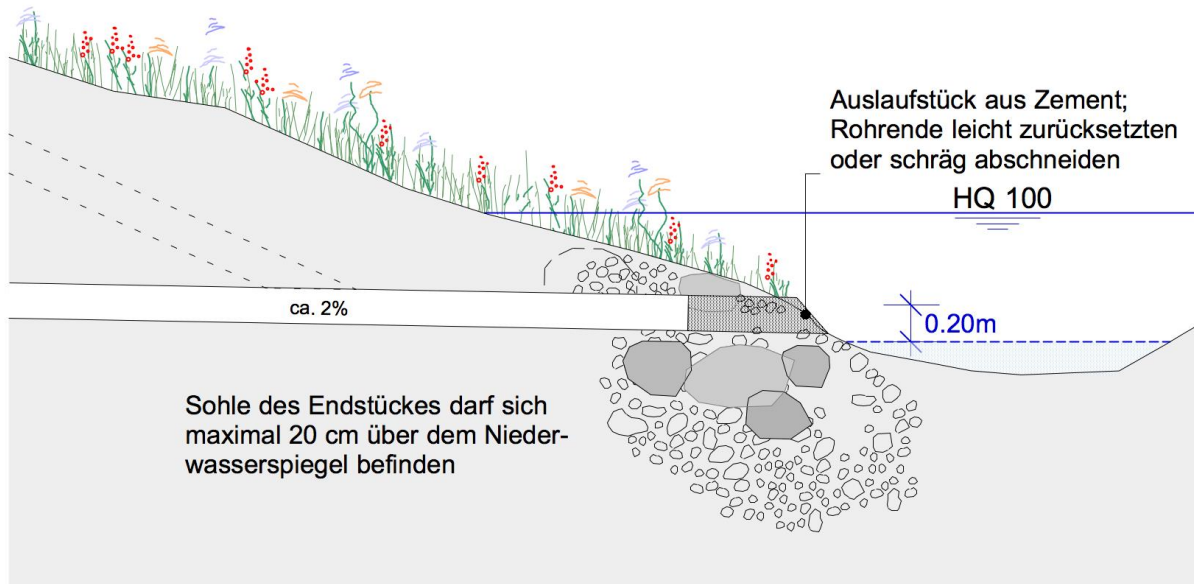 Auslaufstück aus Zement;
Rohrende leicht zurücksetzten
oder schräg abschneiden
HQ 100
ca. 2%
0.20m
Sohle des Endstückes darf sich
maximal 20 cm über dem Nieder-
wasserspiegel befinden